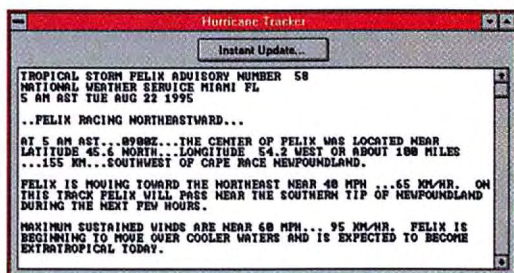 Hurricane Tracker
Instant Update...
TROPICAL STORM FELIX ADVISORY NUMBER 58
NATIONAL WEATHER SERVICE MIAMI FL
5 AM AST TUE AUG 22 1995
..FELIX RACING NORTHEASTWARD...
AT 5 AM AST...0900Z...THE CENTER OF FELIX WAS LOCATED NEAR
LATITUDE 45.6 NORTH...LONGITUDE 54.2 WEST OR ABOUT 100 MILES
...155 KM...SOUTHWEST OF CAPE RACE NEWFOUNDLAND.
FELIX IS MOVING TOWARD THE NORTHEAST NEAR 40 MPH ...65 KM/HR. ON
THIS TRACK FELIX WILL PASS NEAR THE SOUTHERN TIP OF NEWFOUNDLAND
DURING THE NEXT FEW HOURS.
MAXIMUM SUSTAINED WINDS ARE NEAR 60 MPH... 95 KM/HR. FELIX IS
BEGINNING TO MOVE OVER COOLER WATERS AND IS EXPECTED TO BECOME
EXTRATROPICAL TODAY.